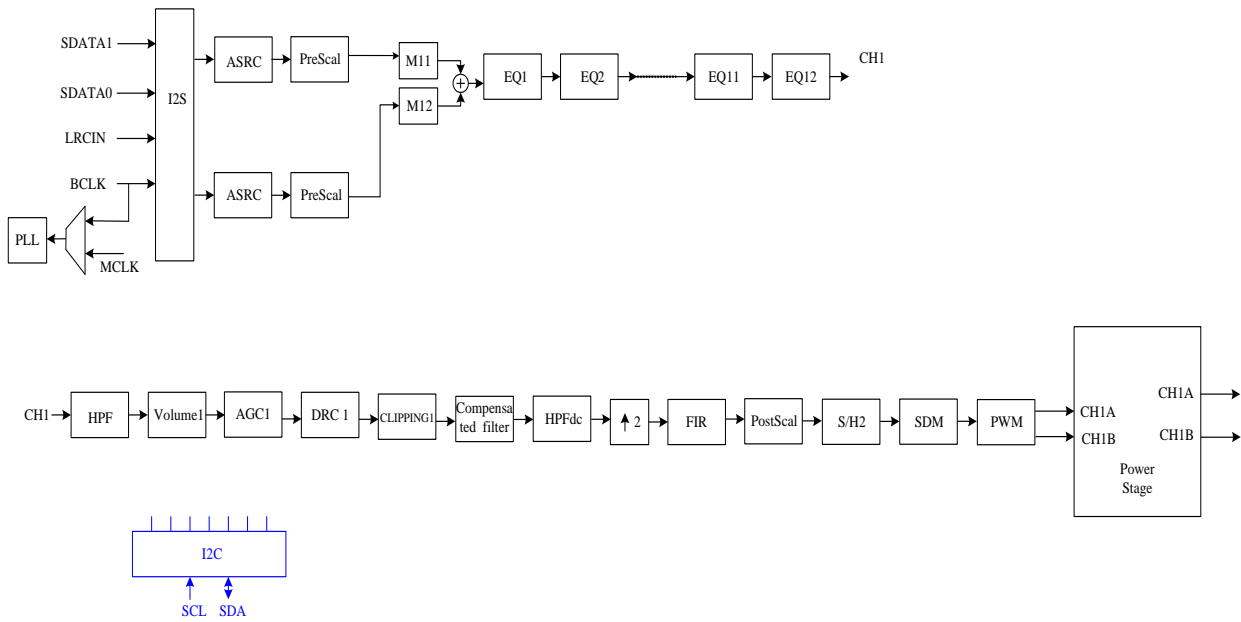 SDATA1
SDATA0
LRCIN
BCLK
MCLK
PLL
I2S
ASRC
PreScal
M11
M12
+
EQ1
EQ2
EQ11
EQ12
CH1
ASRC
PreScal
CH1
HPF
Volume1
AGC1
DRC 1
CLIPPING1
Compensa
ted filter
HPFdc
2
FIR
PostScal
S/H2
SDM
PWM
CH1A
CH1B
CH1A
CH1B
Power
Stage
I2C
SCL
SDA